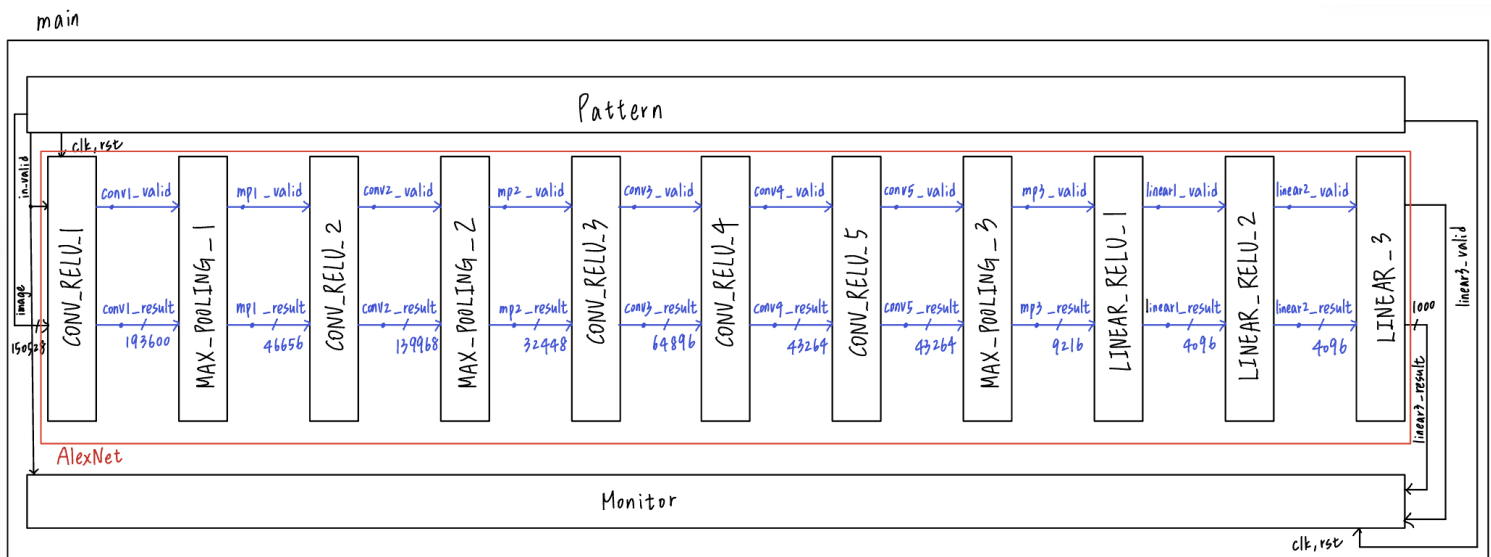 main
Pattern
clk, rst
in_valid
image
150528
CONV_RELU_1
conv1_valid
conv1_result
193600
MAX_POOLING_1
mp1_valid
mp1_result
46656
CONV_RELU_2
conv2_valid
conv2_result
139968
MAX_POOLING_2
mp2_valid
mp2_result
32448
CONV_RELU_3
conv3_valid
conv3_result
64896
CONV_RELU_4
conv4_valid
conv4_result
43264
CONV_RELU_5
conv5_valid
conv5_result
43264
MAX_POOLING_3
mp3_valid
mp3_result
9216
LINEAR_RELU_1
linear1_valid
linear1_result
4096
LINEAR_RELU_2
linear2_valid
linear2_result
4096
LINEAR_3
1000
linear3_valid
linear3_result
AlexNet
Monitor
clk, rst